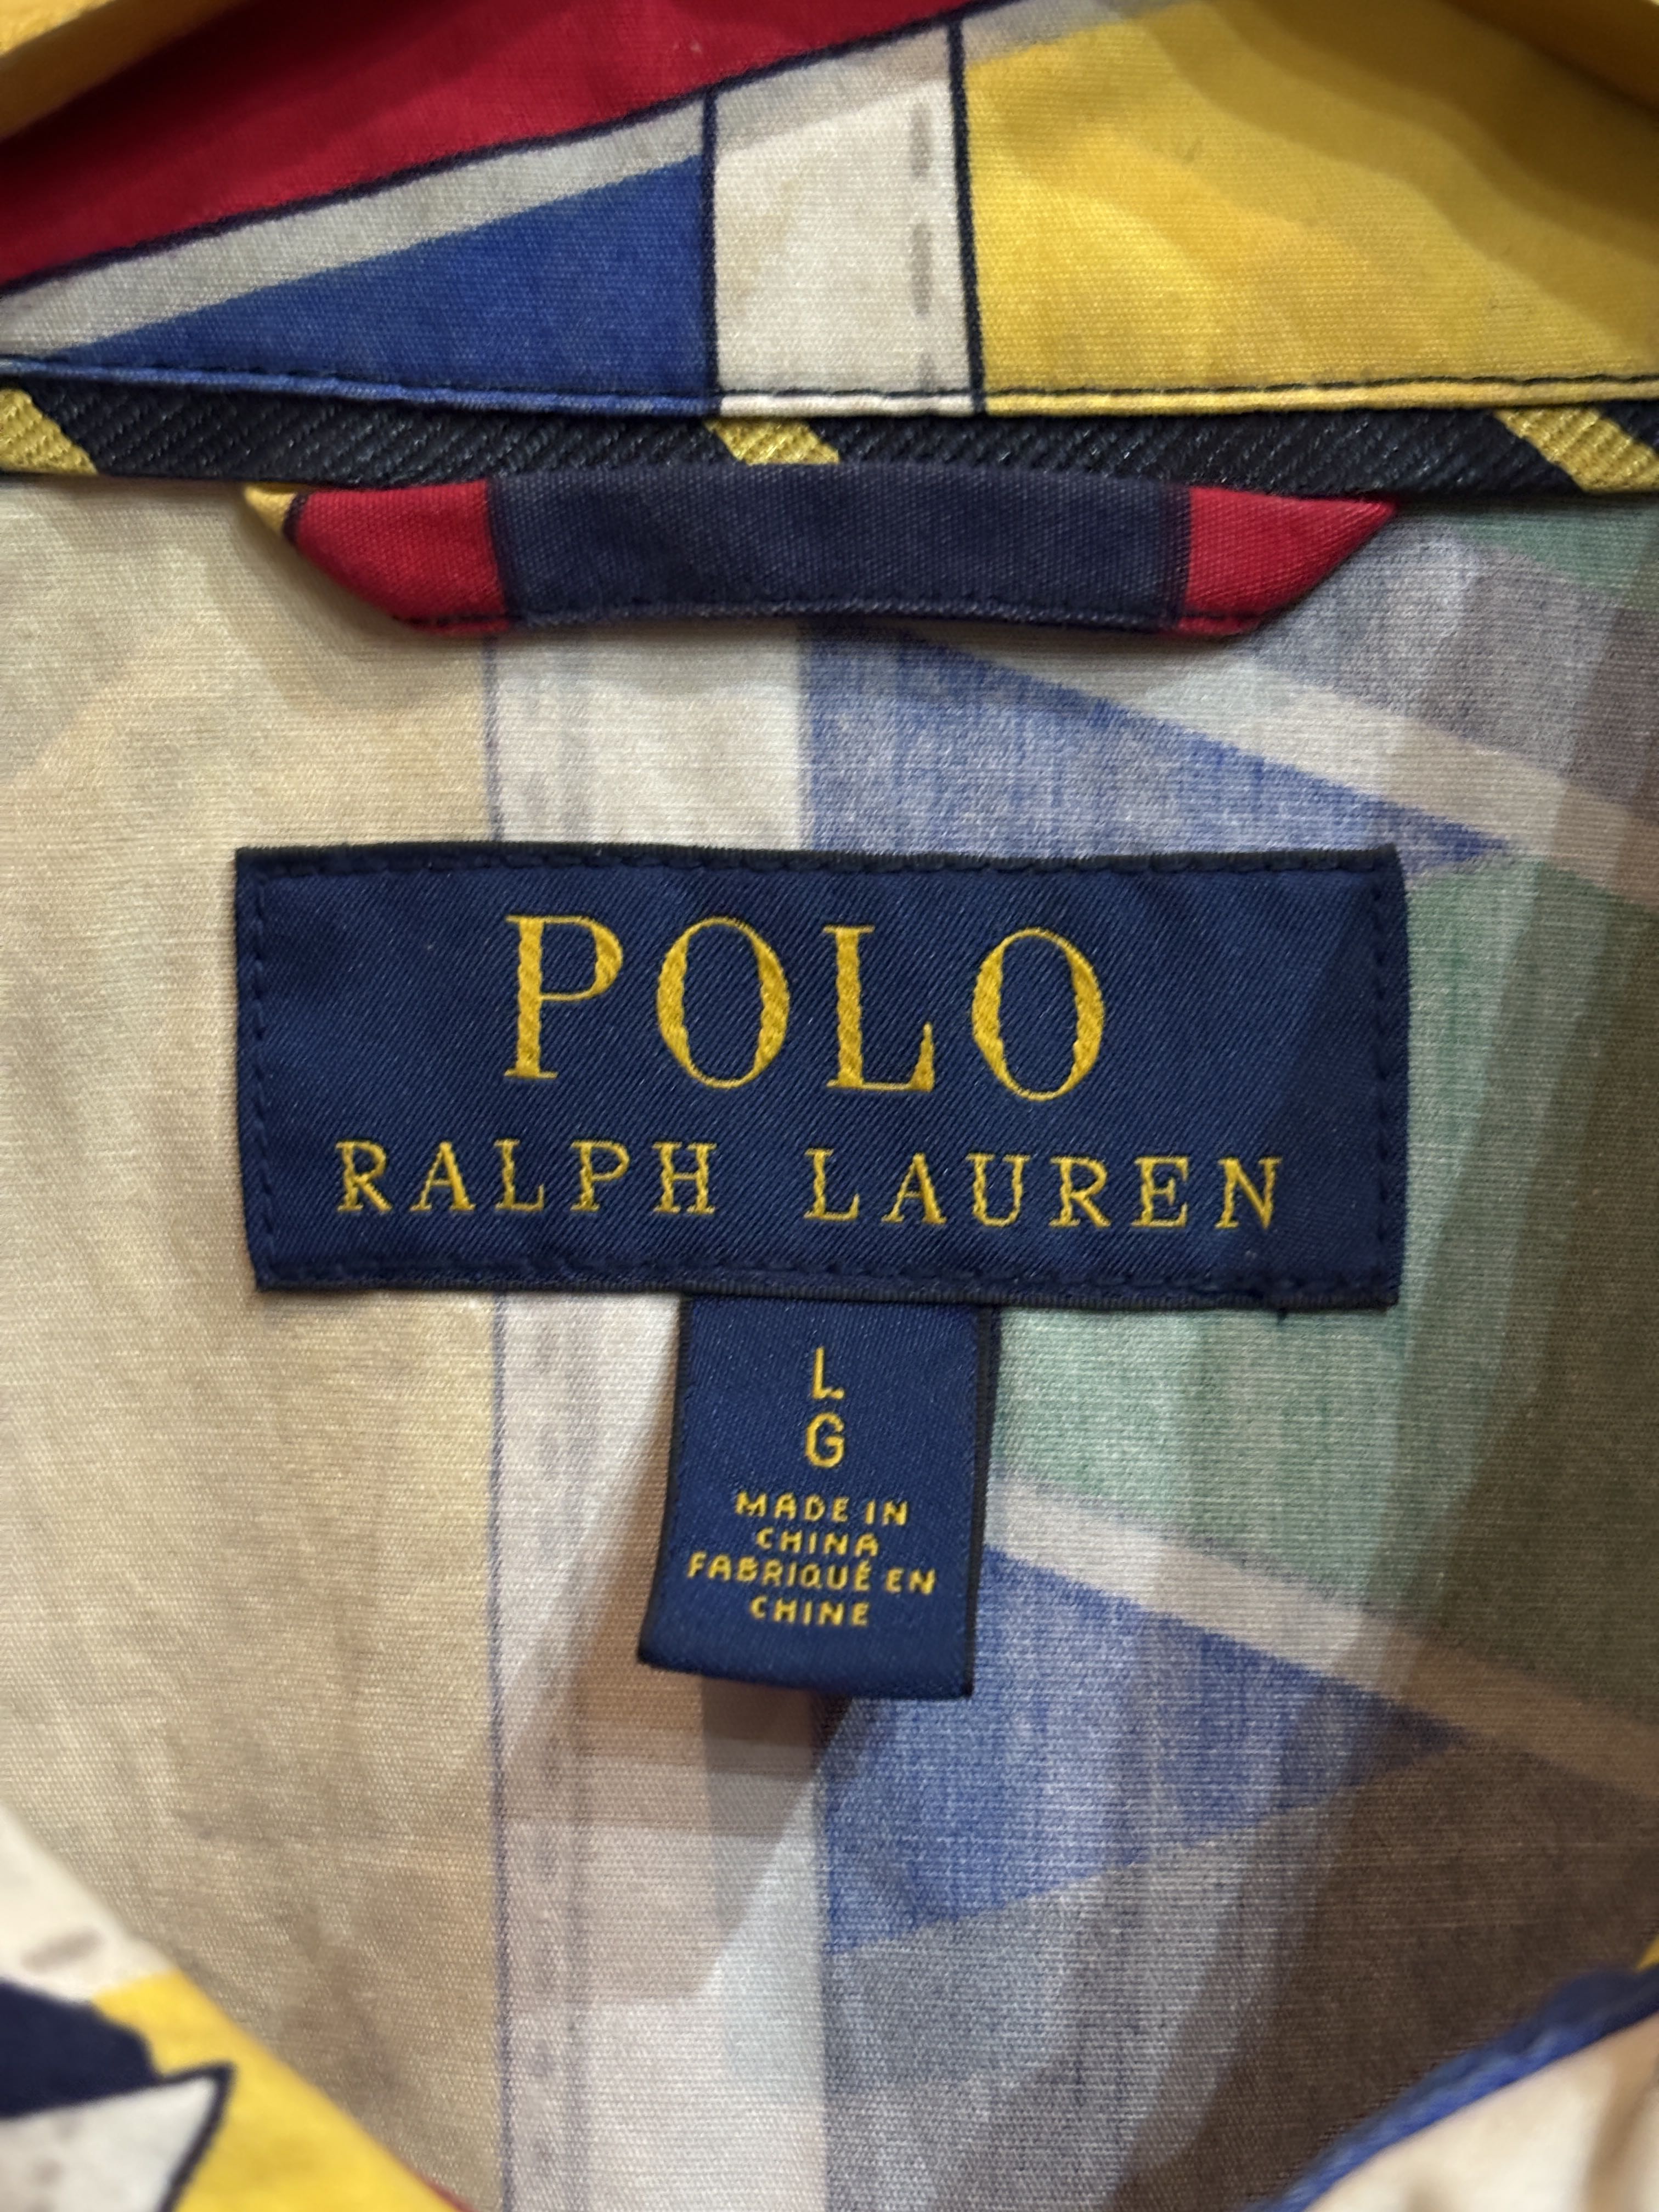 POLO
RALPH LAUREN
L
G
MADE IN
CHINA
FABRIQUÉ EN
CHINE